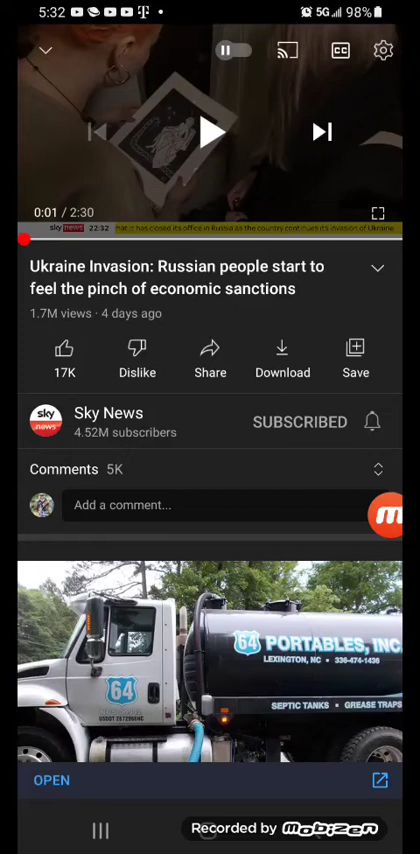 5:32
5G
98%
CC
0:01 / 2:30
sky news 22:32 hat it has closed its office in Russia as the country continues its invasion of Ukraine
Ukraine Invasion: Russian people start to
feel the pinch of economic sanctions
1.7M views · 4 days ago
17K
Dislike
Share
Download
Save
sky
news
Sky News
4.52M subscribers
SUBSCRIBED
Comments 5K
Add a comment...
m
64
PORTABLES, INC.
LEXINGTON, NC • 336-474-1436
SEPTIC TANKS • GREASE TRAPS
64
OPEN
Recorded by mobizen